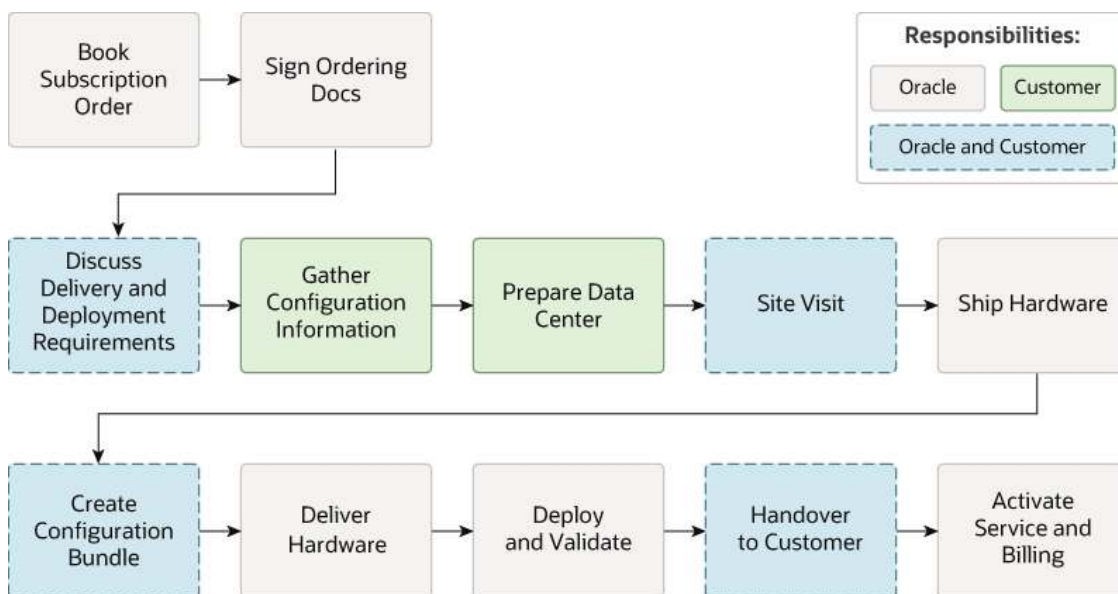 Book
Subscription
Order
Sign Ordering
Docs
Responsibilities:
Oracle
Customer
Oracle and Customer
Discuss
Delivery and
Deployment
Requirements
Gather
Configuration
Information
Prepare Data
Center
Site Visit
Ship Hardware
Create
Configuration
Bundle
Deliver
Hardware
Deploy
and Validate
Handover
to Customer
Activate
Service and
Billing